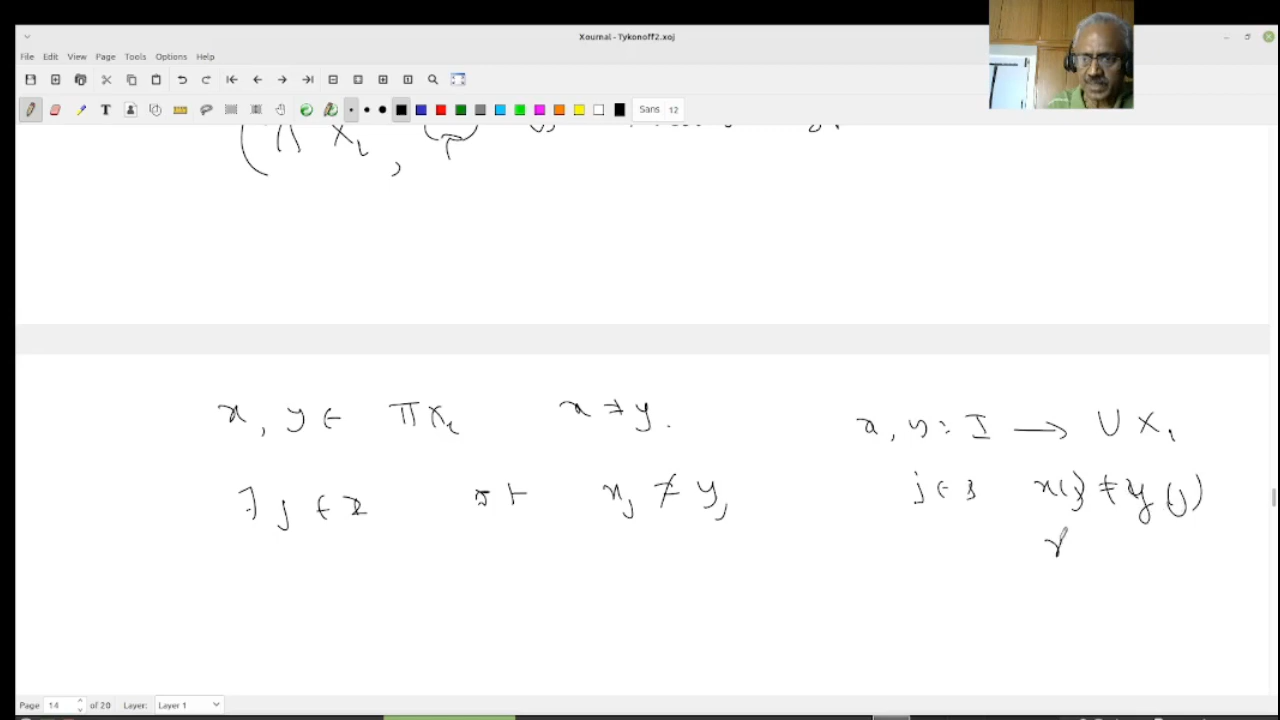 Xournal - Tykonoff2.xoj
File Edit View Page Tools Options Help
Sans 12
(Π X_i ,
x, y ∈ Π X_i x ≠ y. x, y : I → ∪ X_i
∃ j ∈ I st x_j ≠ y_j j ∈ I x(j) ≠ y(j)
Page 14 of 20 Layer: Layer 1